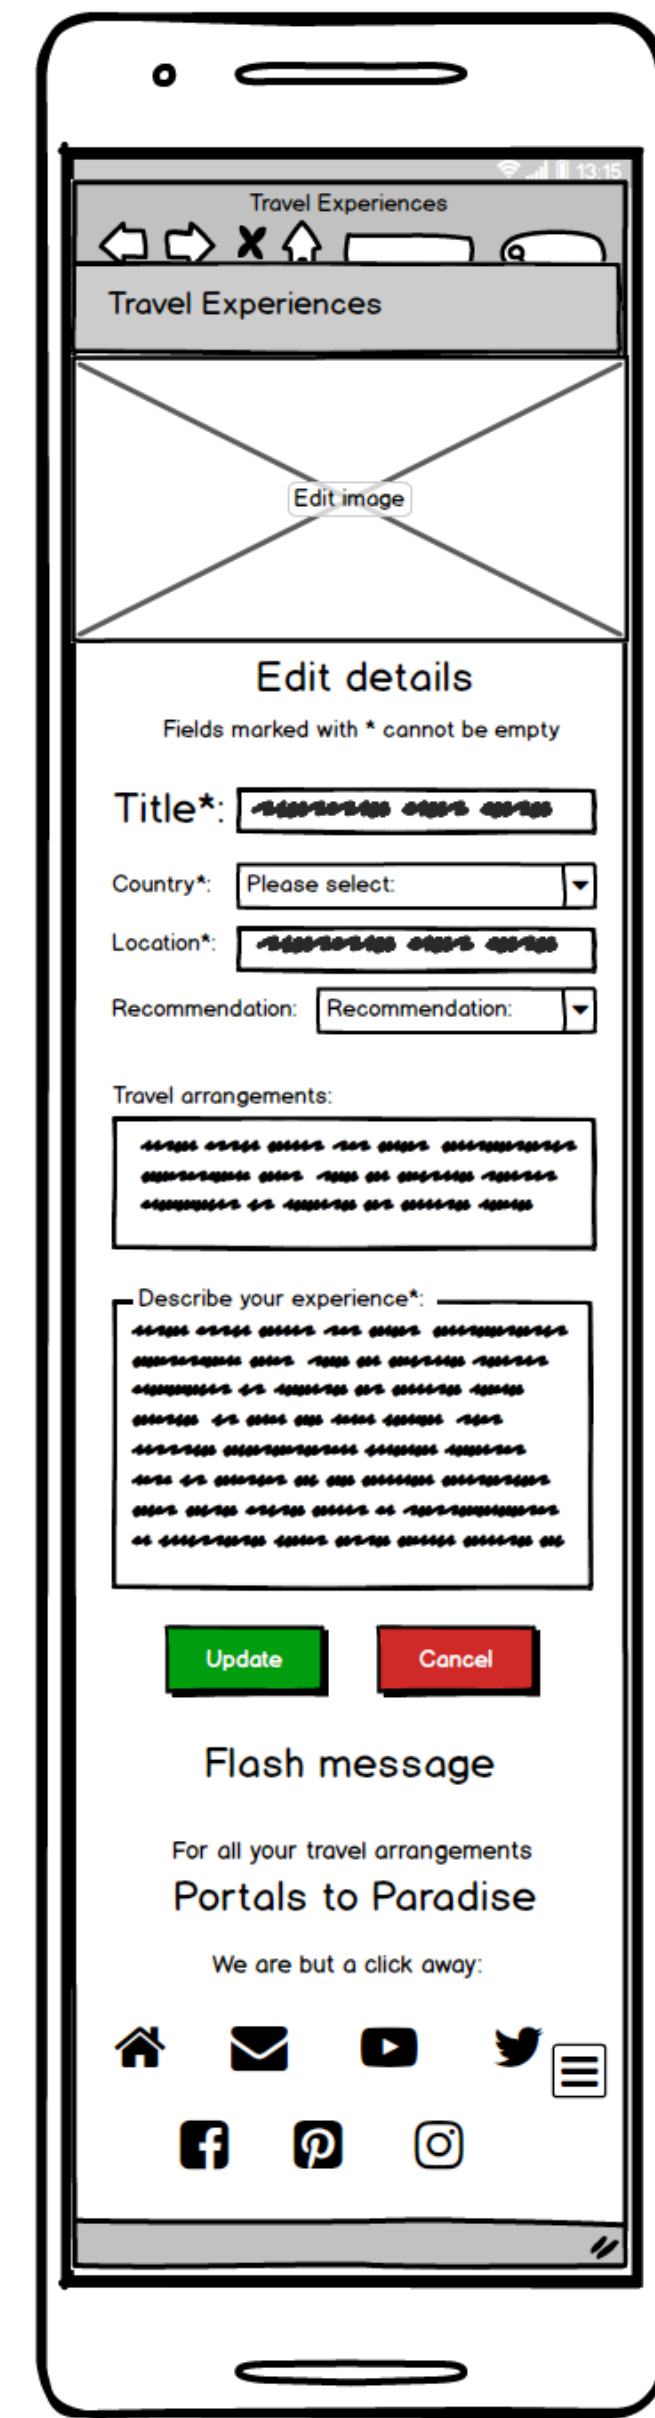 13:15
Travel Experiences
Travel Experiences
Edit image
Edit details
Fields marked with * cannot be empty
Title*:
Country*: Please select:
Location*:
Recommendation: Recommendation:
Travel arrangements:
Describe your experience*:
Update Cancel
Flash message
For all your travel arrangements
Portals to Paradise
We are but a click away: